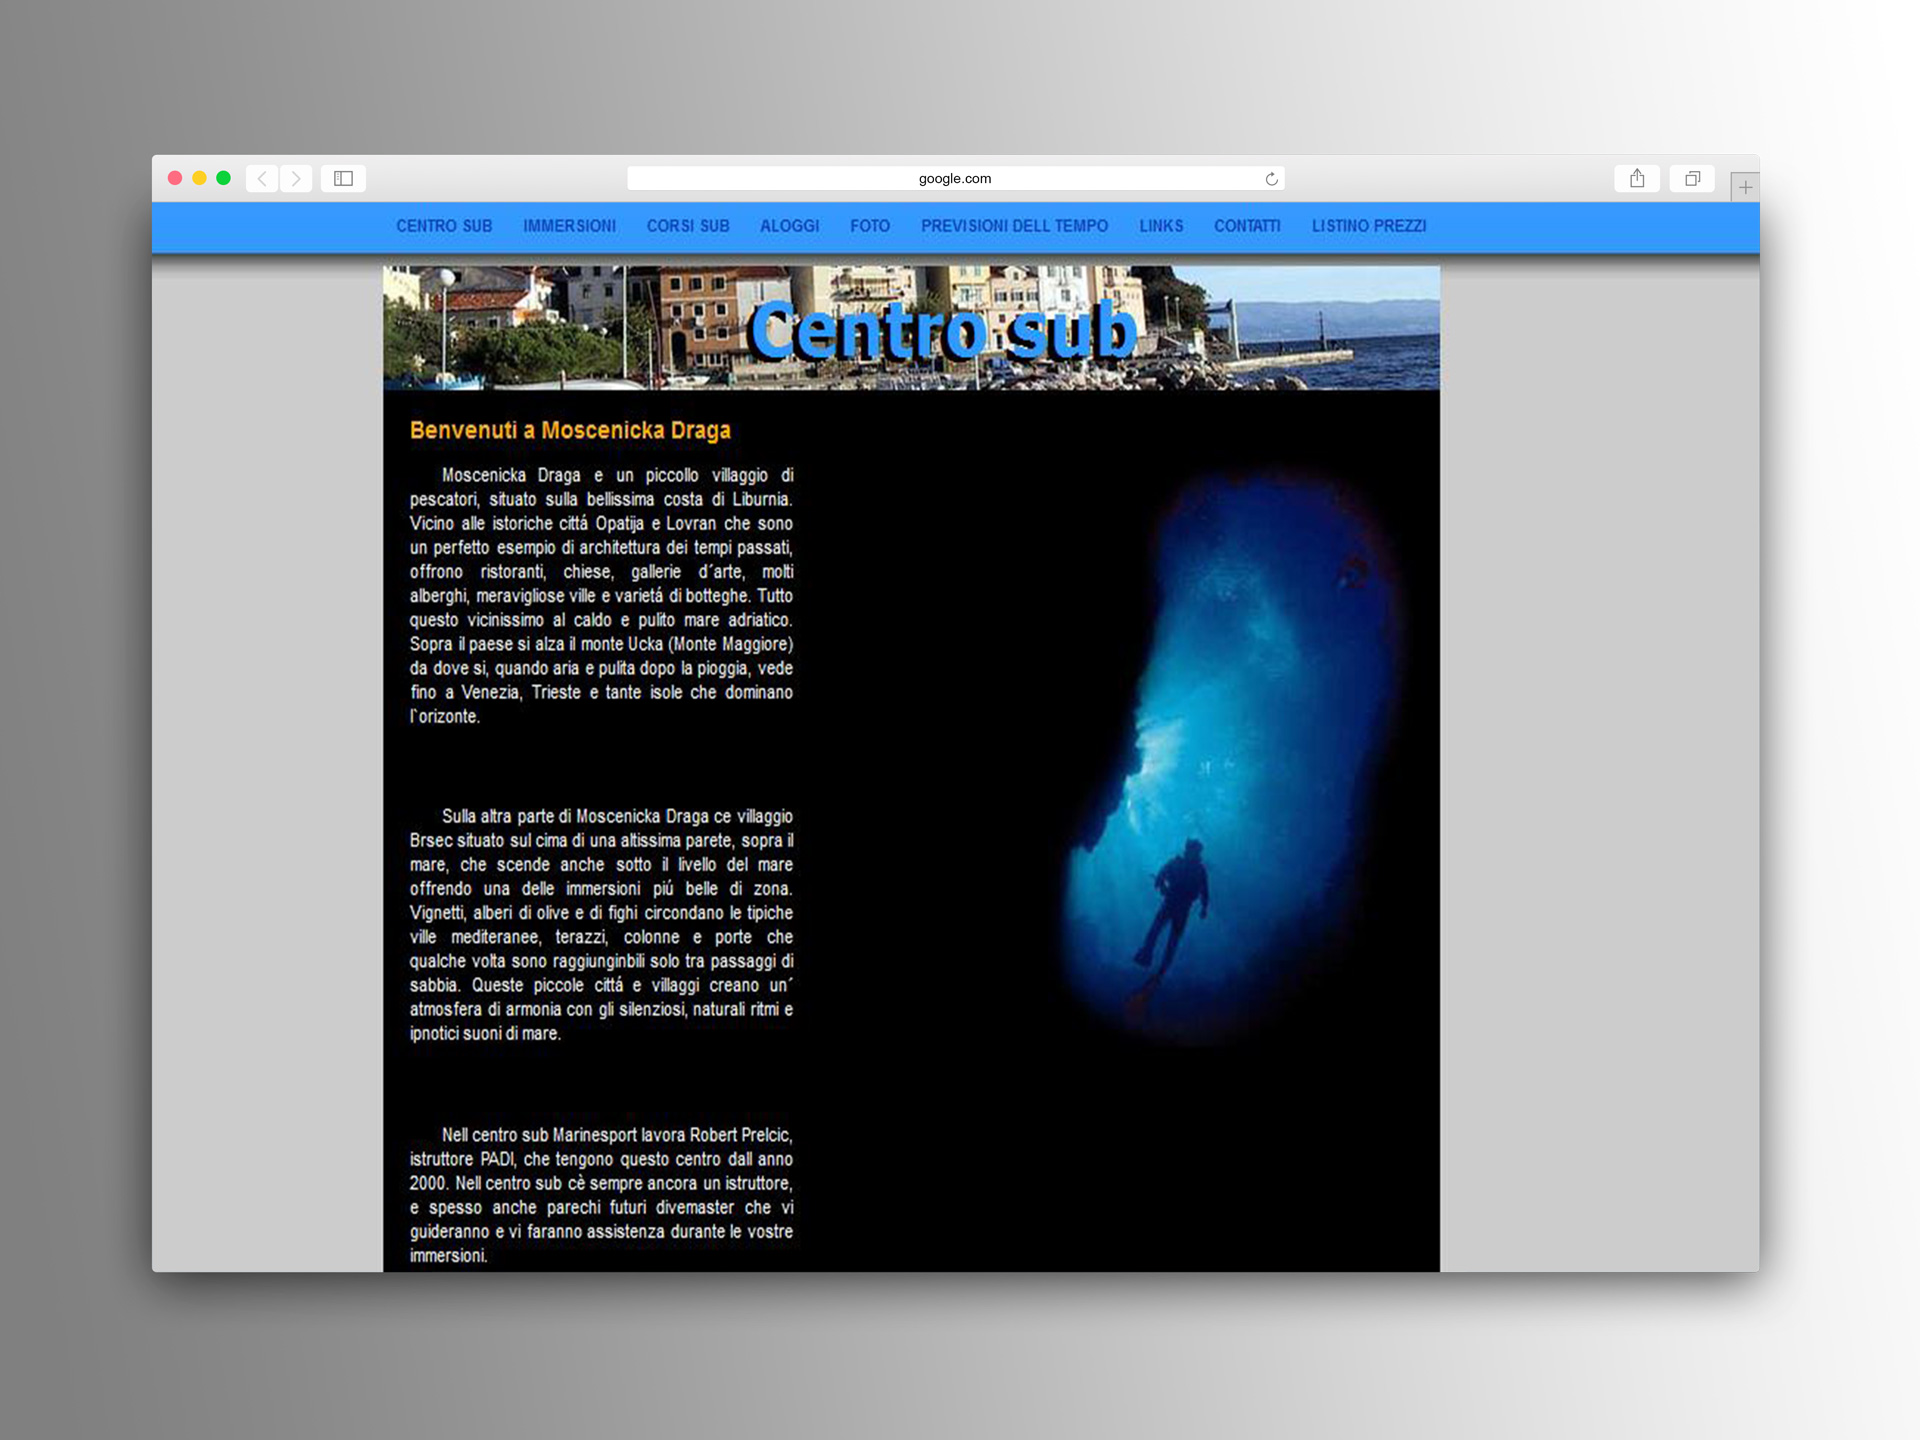 google.com
CENTRO SUB IMMERSIONI CORSI SUB ALOGGI FOTO PREVISIONI DELL TEMPO LINKS CONTATTI LISTINO PREZZI
Centro sub
Benvenuti a Moscenicka Draga
Moscenicka Draga e un piccollo villaggio di
pescatori, situato sulla bellissima costa di Liburnia.
Vicino alle istoriche cittá Opatija e Lovran che sono
un perfetto esempio di architettura dei tempi passati,
offrono ristoranti, chiese, gallerie d´arte, molti
alberghi, meravigliose ville e varietá di botteghe. Tutto
questo vicinissimo al caldo e pulito mare adriatico.
Sopra il paese si alza il monte Ucka (Monte Maggiore)
da dove si, quando aria e pulita dopo la pioggia, vede
fino a Venezia, Trieste e tante isole che dominano
l`orizonte.
Sulla altra parte di Moscenicka Draga ce villaggio
Brsec situato sul cima di una altissima parete, sopra il
mare, che scende anche sotto il livello del mare
offrendo una delle immersioni piú belle di zona.
Vignetti, alberi di olive e di fighi circondano le tipiche
ville mediteranee, terazzi, colonne e porte che
qualche volta sono raggiunginbili solo tra passaggi di
sabbia. Queste piccole cittá e villaggi creano un´
atmosfera di armonia con gli silenziosi, naturali ritmi e
ipnotici suoni di mare.
Nell centro sub Marinesport lavora Robert Prelcic,
istruttore PADI, che tengono questo centro dall anno
2000. Nell centro sub cè sempre ancora un istruttore,
e spesso anche parechi futuri divemaster che vi
guideranno e vi faranno assistenza durante le vostre
immersioni.